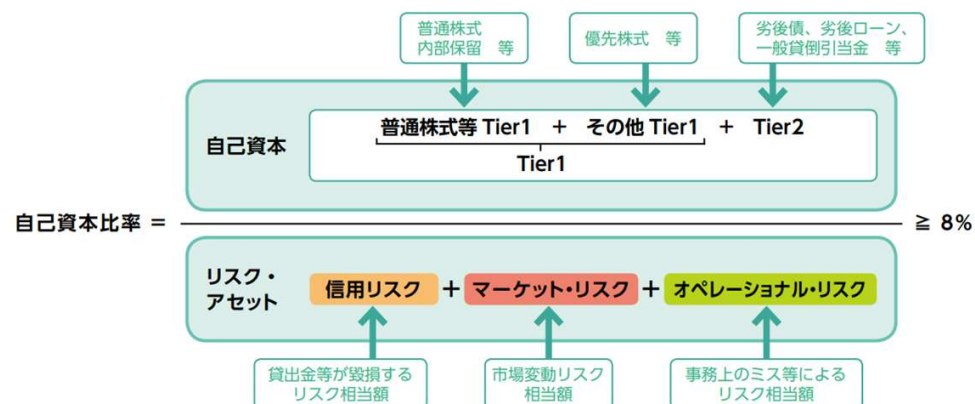 普通株式
内部保留　等
優先株式　等
劣後債、劣後ローン、
一般貸倒引当金　等
自己資本
普通株式等 Tier1 + その他 Tier1 + Tier2
Tier1
自己資本比率 = ≧ 8%
リスク・
アセット
信用リスク + マーケット・リスク + オペレーショナル・リスク
貸出金等が毀損する
リスク相当額
市場変動リスク
相当額
事務上のミス等による
リスク相当額